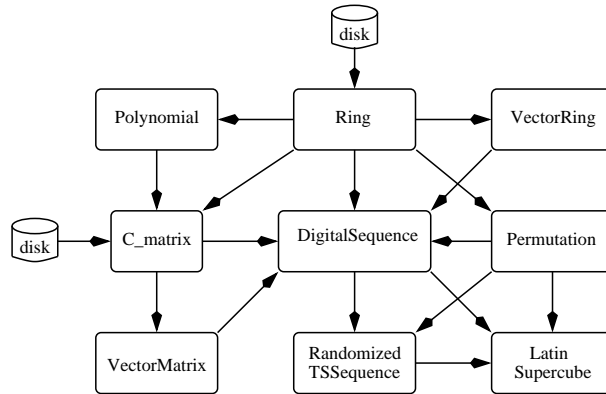 disk
Polynomial
Ring
VectorRing
disk
C_matrix
DigitalSequence
Permutation
VectorMatrix
Randomized
TSSequence
Latin
Supercube